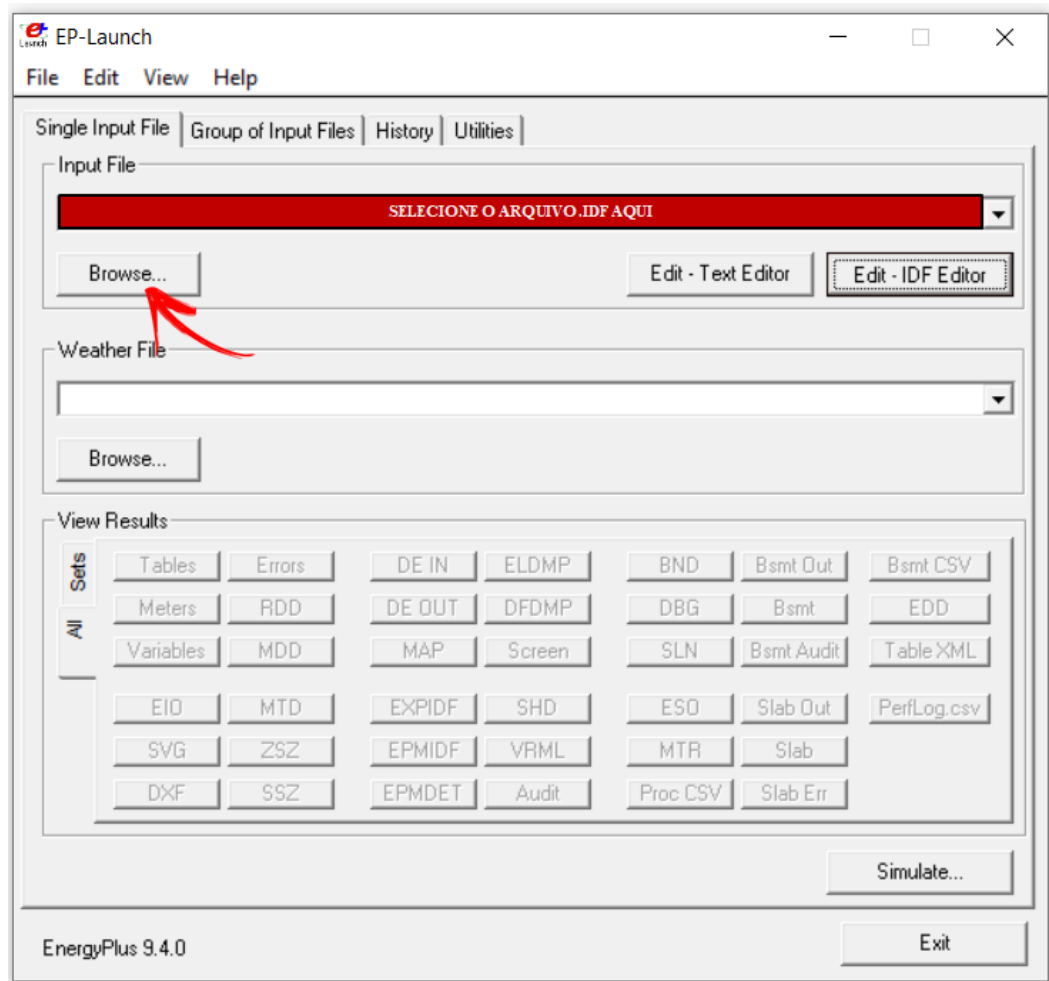 EP-Launch
File Edit View Help
Single Input File Group of Input Files History Utilities
Input File
SELECIONE O ARQUIVO.IDF AQUI
Browse...
Edit - Text Editor
Edit - IDF Editor
Weather File
Browse...
View Results
Sets
All
Tables Errors DE IN ELDMP BND Bsmt Out Bsmt CSV
Meters RDD DE OUT DFDMP DBG Bsmt EDD
Variables MDD MAP Screen SLN Bsmt Audit Table XML
EIO MTD EXPIDF SHD ESO Slab Out PerfLog.csv
SVG ZSZ EPMIDF VRML MTR Slab
DXF SSZ EPMDET Audit Proc CSV Slab Err
Simulate...
EnergyPlus 9.4.0
Exit